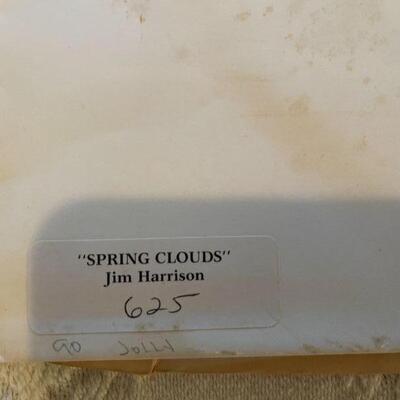 "SPRING CLOUDS"
Jim Harrison
625
90